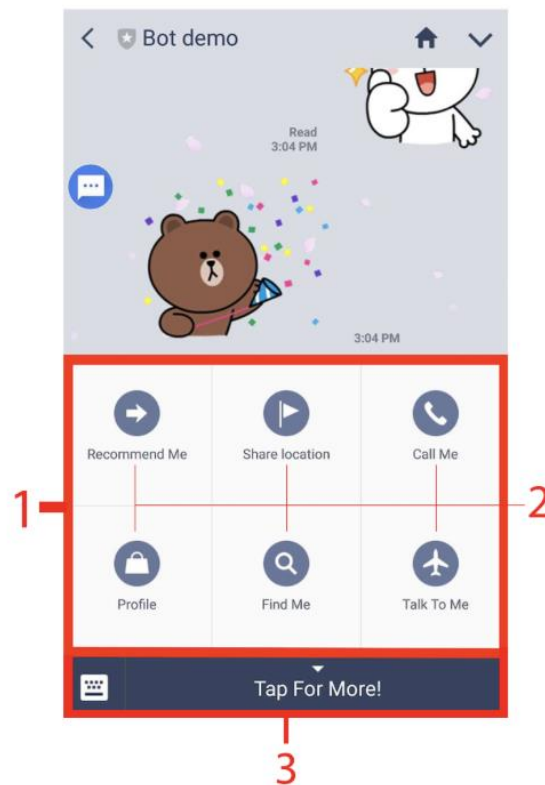 Bot demo
Read
3:04 PM
3:04 PM
Recommend Me
Share location
Call Me
1
2
Profile
Find Me
Talk To Me
Tap For More!
3